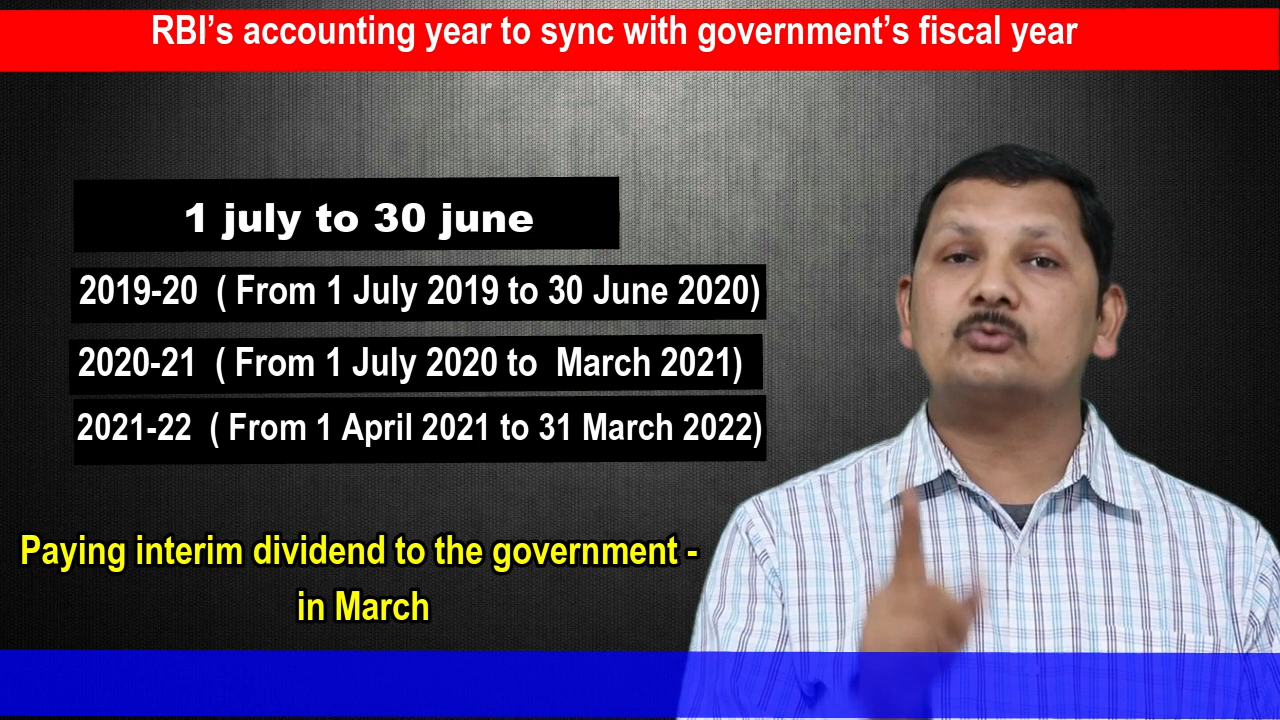 RBI’s accounting year to sync with government’s fiscal year
1 july to 30 june
2019-20 ( From 1 July 2019 to 30 June 2020)
2020-21 ( From 1 July 2020 to March 2021)
2021-22 ( From 1 April 2021 to 31 March 2022)
Paying interim dividend to the government -
in March